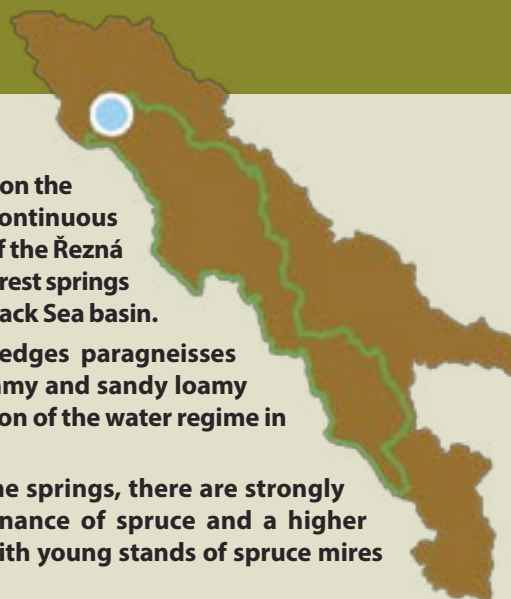 on the
ontinuous
f the Řezná
rest springs
ack Sea basin.
edges paragneisses
amy and sandy loamy
on of the water regime in
ne springs, there are strongly
nance of spruce and a higher
ith young stands of spruce mires